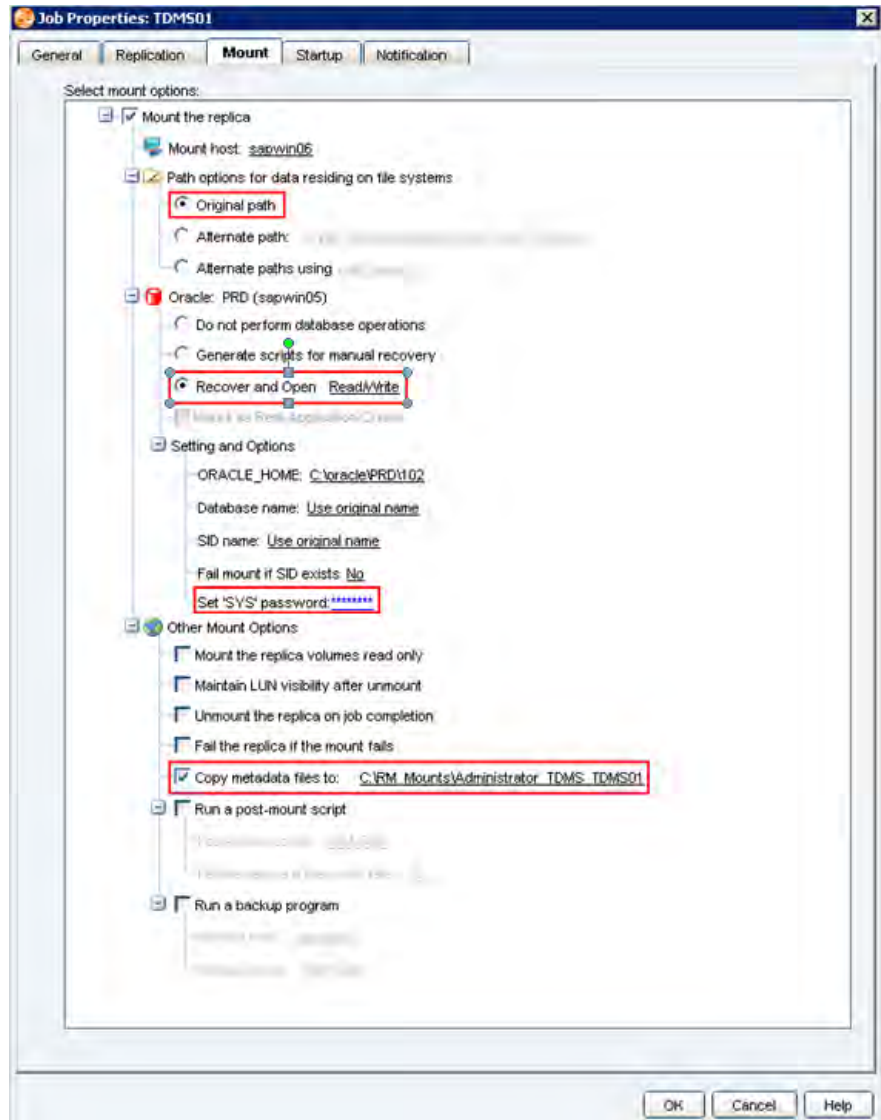 Job Properties: TDMS01
General Replication Mount Startup Notification
Select mount options:
Mount the replica
Mount host: sapwin06
Path options for data residing on file systems
Original path
Alternate path:
Alternate paths using
Oracle: PRD (sapwin05)
Do not perform database operations
Generate scripts for manual recovery
Recover and Open Read/Write
Setting and Options
ORACLE_HOME: C:\oracle\PRD\102
Database name: Use original name
SID name: Use original name
Fail mount if SID exists No
Set 'SYS' password:********
Other Mount Options
Mount the replica volumes read only
Maintain LUN visibility after unmount
Unmount the replica on job completion
Fail the replica if the mount fails
Copy metadata files to: C:\RM_Mounts\Administrator_TDMS_TDMS01
Run a post-mount script
Run a backup program
OK Cancel Help